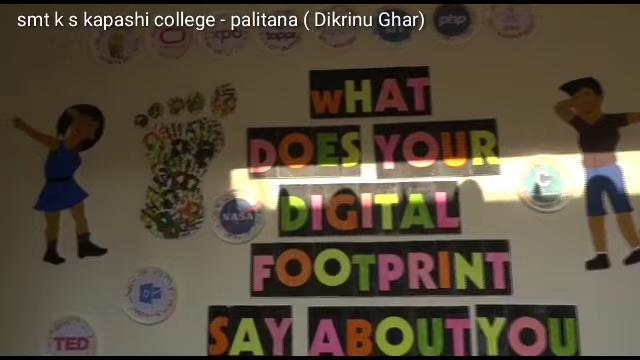 smt k s kapashi college - palitana ( Dikrinu Ghar)
php
WHAT
DOES YOUR
DIGITAL
NASA
FOOTPRINT
SAY ABOUT YOU
TED